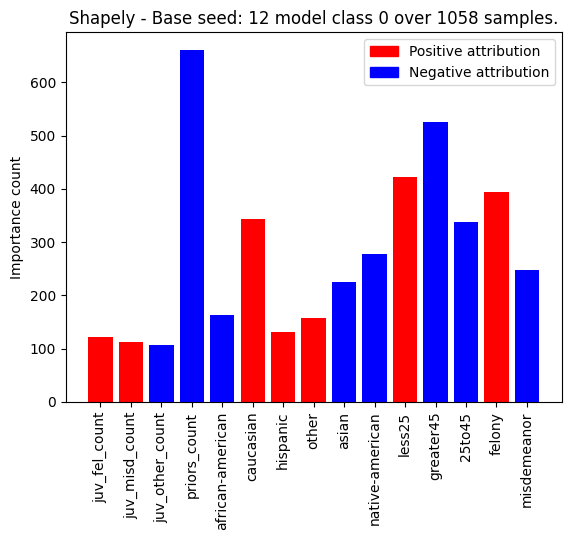 Shapely - Base seed: 12 model class 0 over 1058 samples.
Positive attribution
Negative attribution
Importance count
600
500
400
300
200
100
0
juv_fel_count
juv_misd_count
juv_other_count
priors_count
african-american
caucasian
hispanic
other
asian
native-american
less25
greater45
25to45
felony
misdemeanor